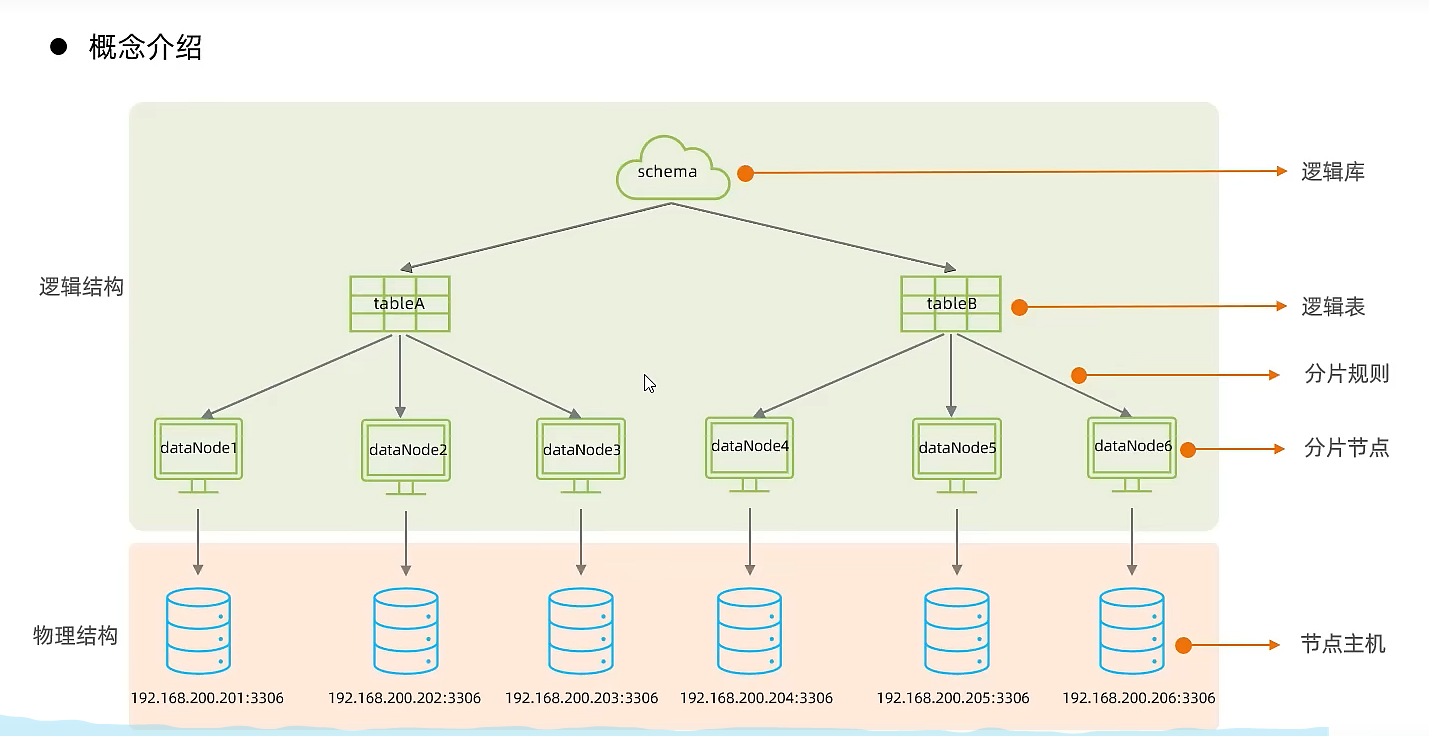 ● 概念介绍
schema
逻辑库
逻辑结构
tableA
tableB
逻辑表
分片规则
dataNode1
dataNode2
dataNode3
dataNode4
dataNode5
dataNode6
分片节点
物理结构
节点主机
192.168.200.201:3306
192.168.200.202:3306
192.168.200.203:3306
192.168.200.204:3306
192.168.200.205:3306
192.168.200.206:3306